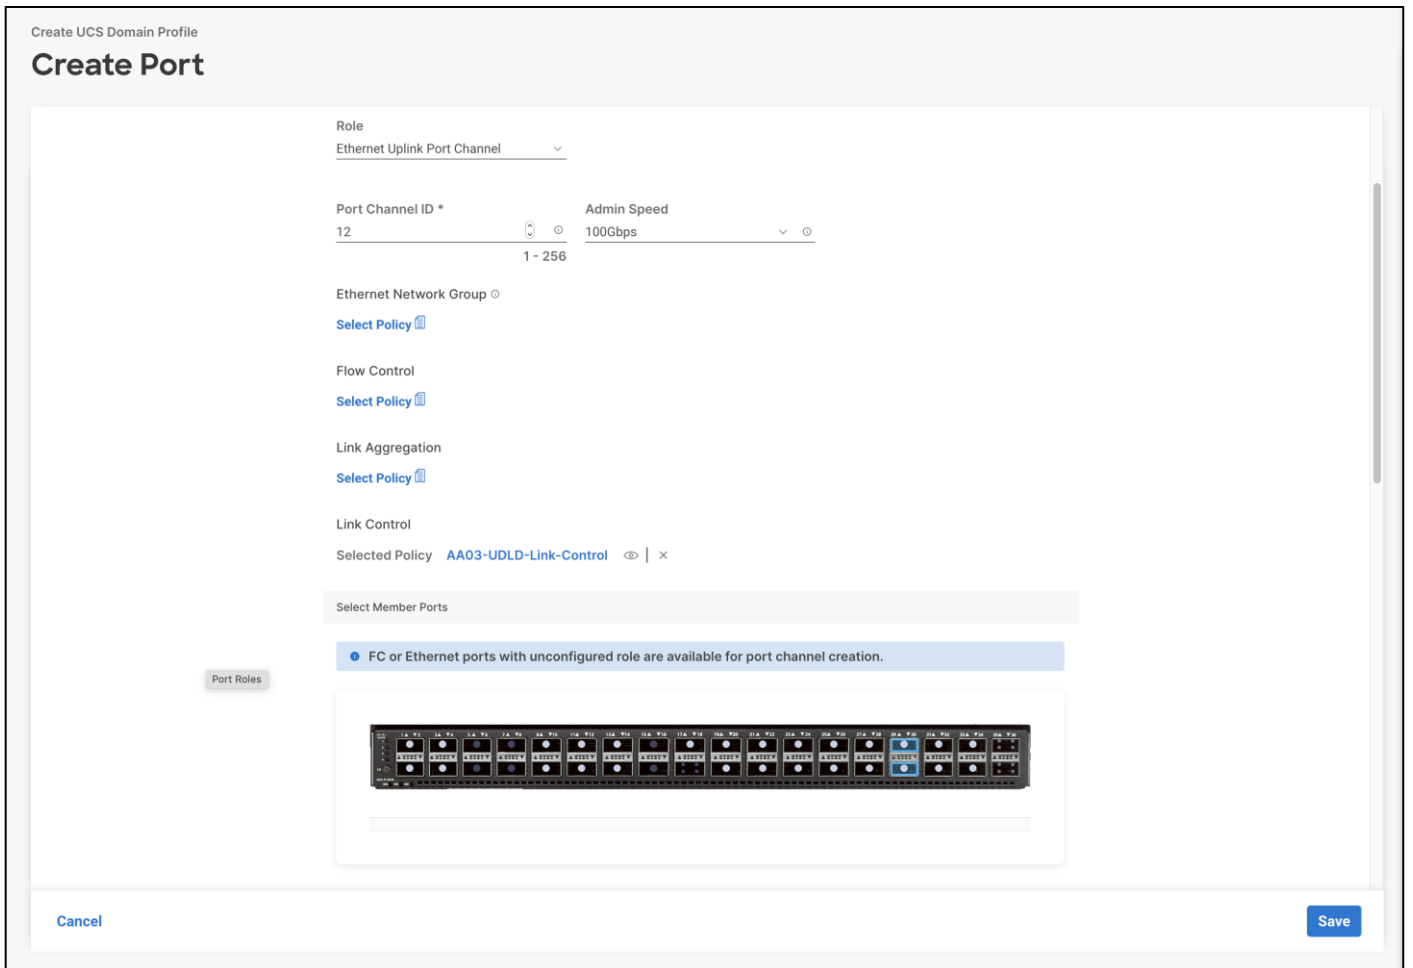 Create UCS Domain Profile
Create Port
Role
Ethernet Uplink Port Channel
Port Channel ID *
Admin Speed
12
100Gbps
1 - 256
Ethernet Network Group
Select Policy
Flow Control
Select Policy
Link Aggregation
Select Policy
Link Control
Selected Policy AA03-UDLD-Link-Control
Select Member Ports
FC or Ethernet ports with unconfigured role are available for port channel creation.
Port Roles
Cancel
Save